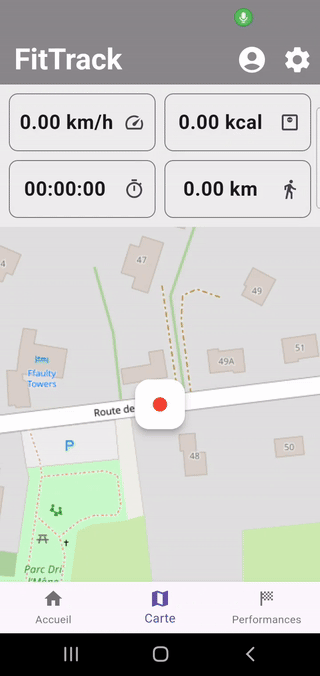 FitTrack
0.00 km/h
0.00 kcal
00:00:00
0.00 km
4
47
49
51
49A
Ffaulty
Towers
Route de
P
48
50
Parc Dri
l'Mône
Accueil
Carte
Performances